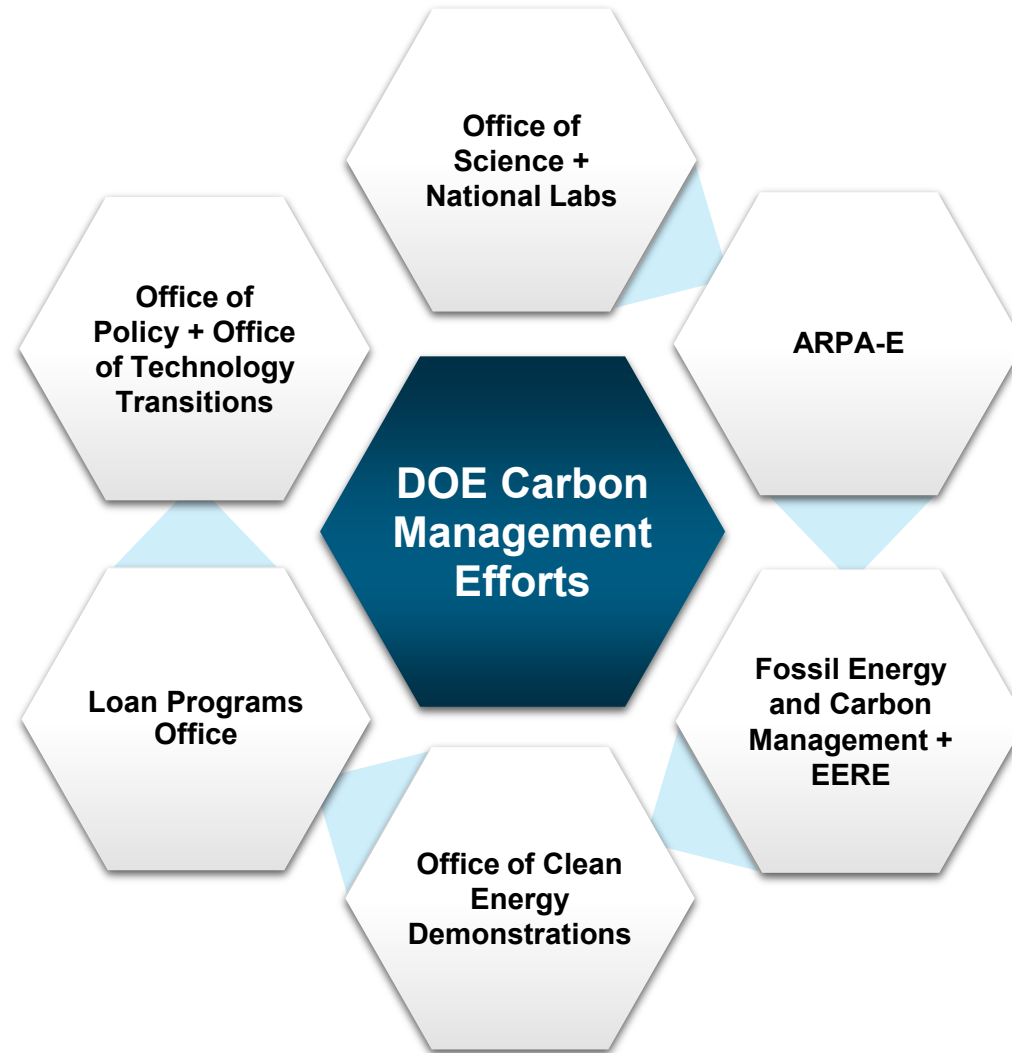 Office of
Science +
National Labs
ARPA-E
Fossil Energy
and Carbon
Management +
EERE
Office of Clean
Energy
Demonstrations
Loan Programs
Office
Office of
Policy + Office
of Technology
Transitions
DOE Carbon
Management
Efforts